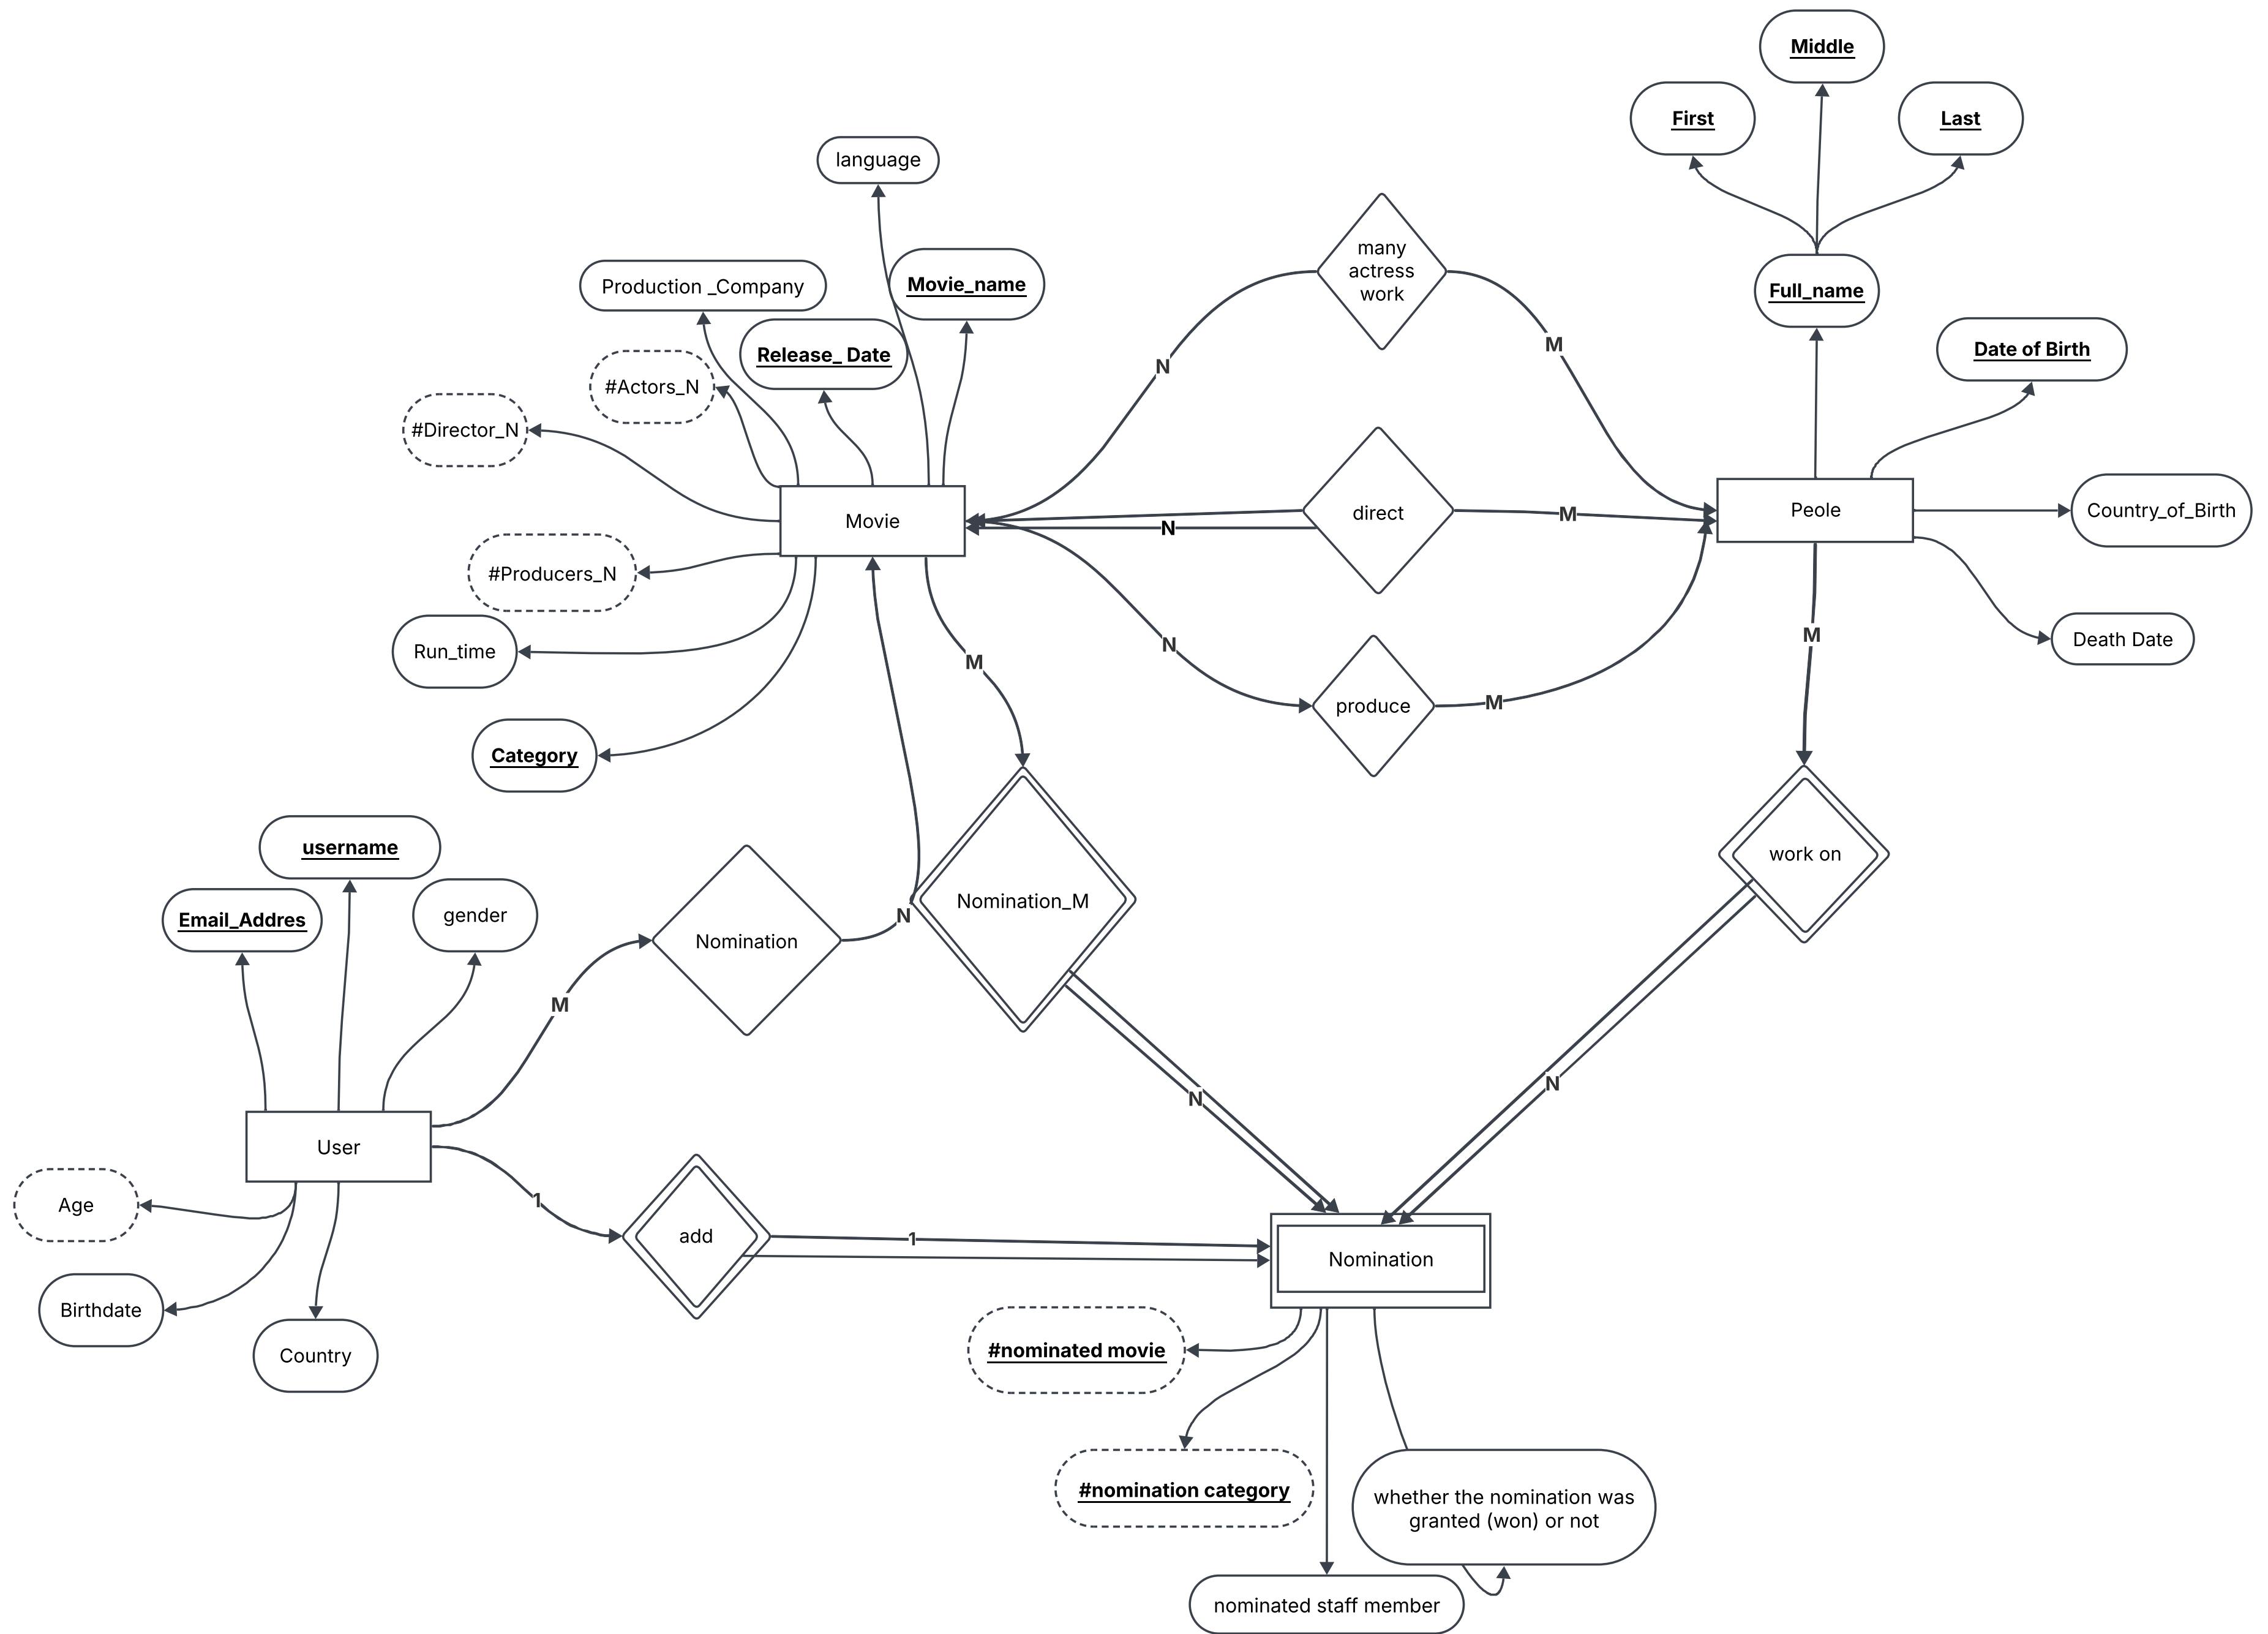 Middle
First
Last
language
Full_name
many
actress
work
Production _Company
Movie_name
Release_ Date
Date of Birth
M
N
#Actors_N
#Director_N
Movie
direct
M
N
Peole
Country_of_Birth
#Producers_N
Run_time
M
N
M
Death Date
produce
M
Category
username
Email_Addres
gender
Nomination
N
Nomination_M
work on
M
N
N
User
1
Age
add
1
Nomination
Birthdate
Country
#nominated movie
#nomination category
whether the nomination was
granted (won) or not
nominated staff member